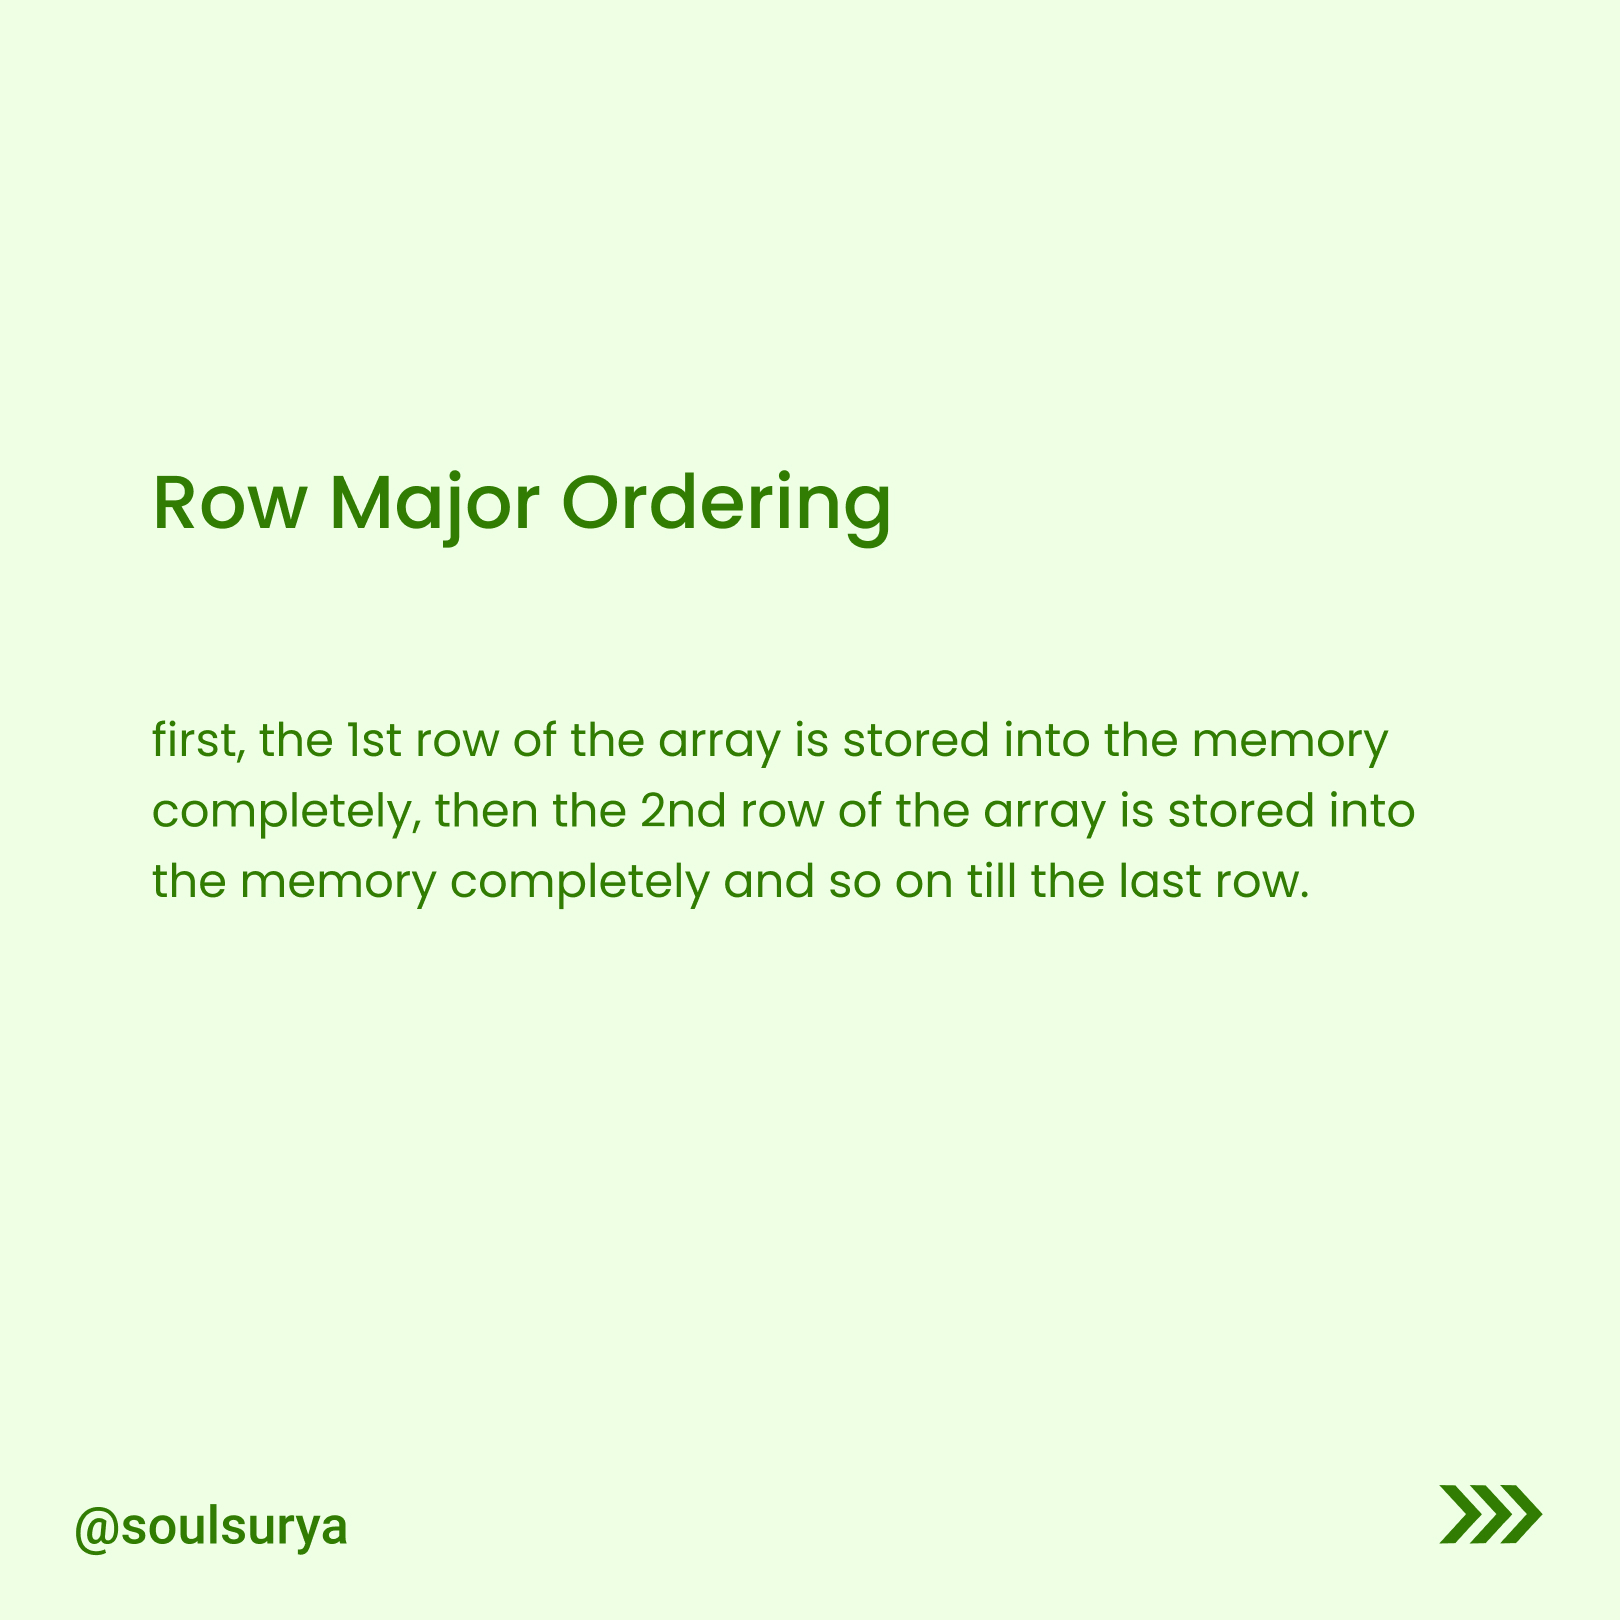 Row Major Ordering
first, the 1st row of the array is stored into the memory
completely, then the 2nd row of the array is stored into
the memory completely and so on till the last row.
@soulsurya